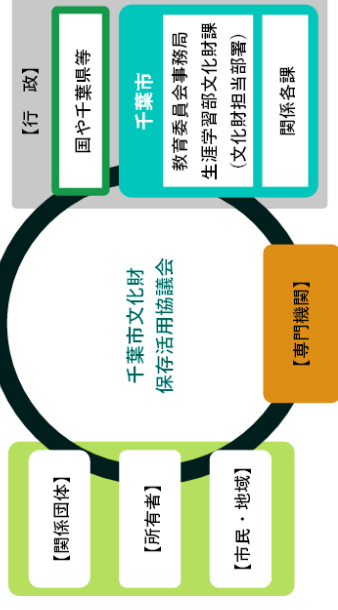 【行　政】
国や千葉県等
千葉市
教育委員会事務局
生涯学習部文化財課
(文化財担当部署)
関係各課
千葉市文化財
保存活用協議会
【専門機関】
【関係団体】
【所有者】
【市民・地域】